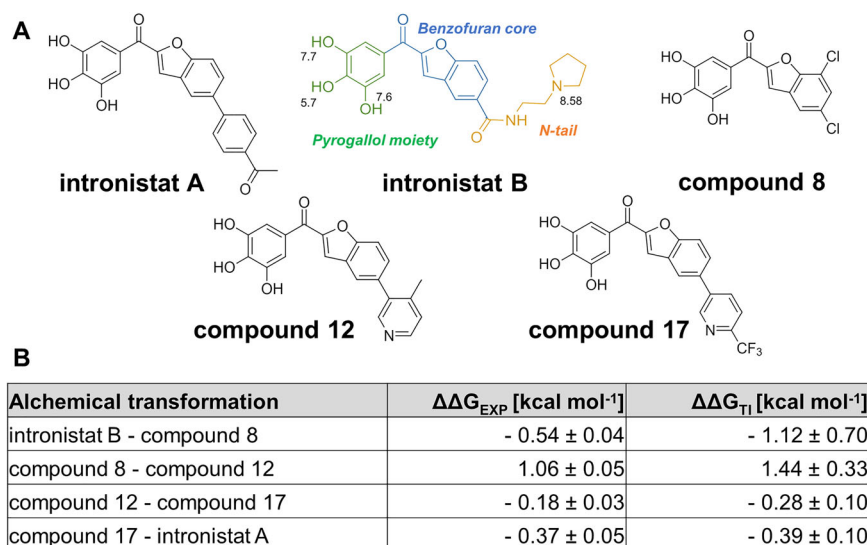 A
O
O
HO
HO
OH
O
intronistat A
HO
7.7
HO
5.7
OH
7.6
O
O
Benzofuran core
N
8.58
O
NH
N-tail
Pyrogallol moiety
intronistat B
HO
HO
OH
O
O
Cl
Cl
compound 8
HO
HO
OH
O
O
N
compound 12
HO
HO
OH
O
O
N
CF3
compound 17
B
Alchemical transformation ΔΔG_EXP [kcal mol⁻¹] ΔΔG_TI [kcal mol⁻¹]
intronistat B - compound 8 - 0.54 ± 0.04 - 1.12 ± 0.70
compound 8 - compound 12 1.06 ± 0.05 1.44 ± 0.33
compound 12 - compound 17 - 0.18 ± 0.03 - 0.28 ± 0.10
compound 17 - intronistat A - 0.37 ± 0.05 - 0.39 ± 0.10